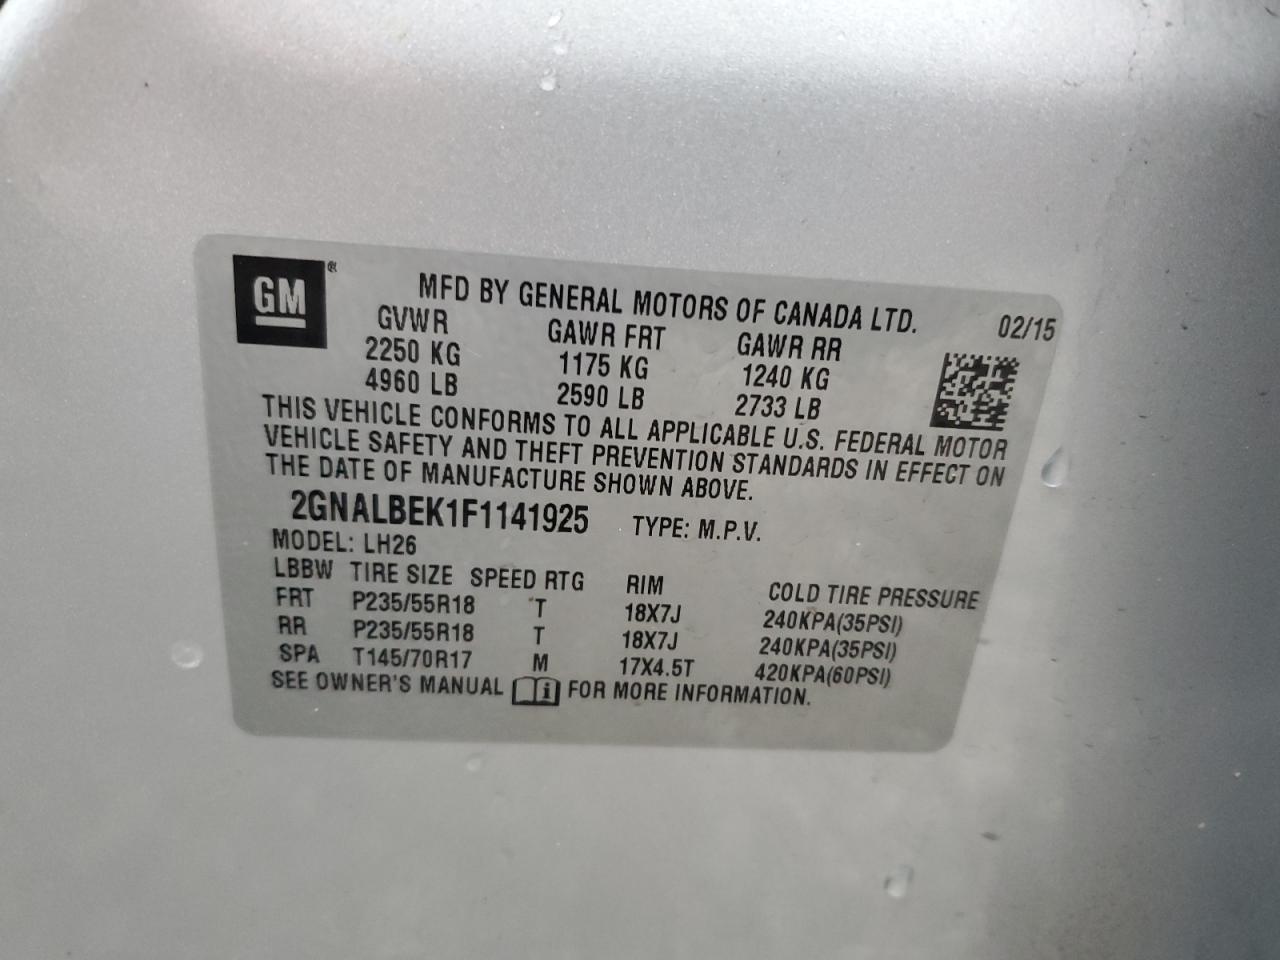 GM ®
MFD BY GENERAL MOTORS OF CANADA LTD. 02/15
GVWR GAWR FRT GAWR RR
2250 KG 1175 KG 1240 KG
4960 LB 2590 LB 2733 LB
THIS VEHICLE CONFORMS TO ALL APPLICABLE U.S. FEDERAL MOTOR
VEHICLE SAFETY AND THEFT PREVENTION STANDARDS IN EFFECT ON
THE DATE OF MANUFACTURE SHOWN ABOVE.
2GNALBEK1F1141925 TYPE: M.P.V.
MODEL: LH26
LBBW TIRE SIZE SPEED RTG RIM COLD TIRE PRESSURE
FRT P235/55R18 T 18X7J 240KPA(35PSI)
RR P235/55R18 T 18X7J 240KPA(35PSI)
SPA T145/70R17 M 17X4.5T 420KPA(60PSI)
SEE OWNER'S MANUAL i FOR MORE INFORMATION.